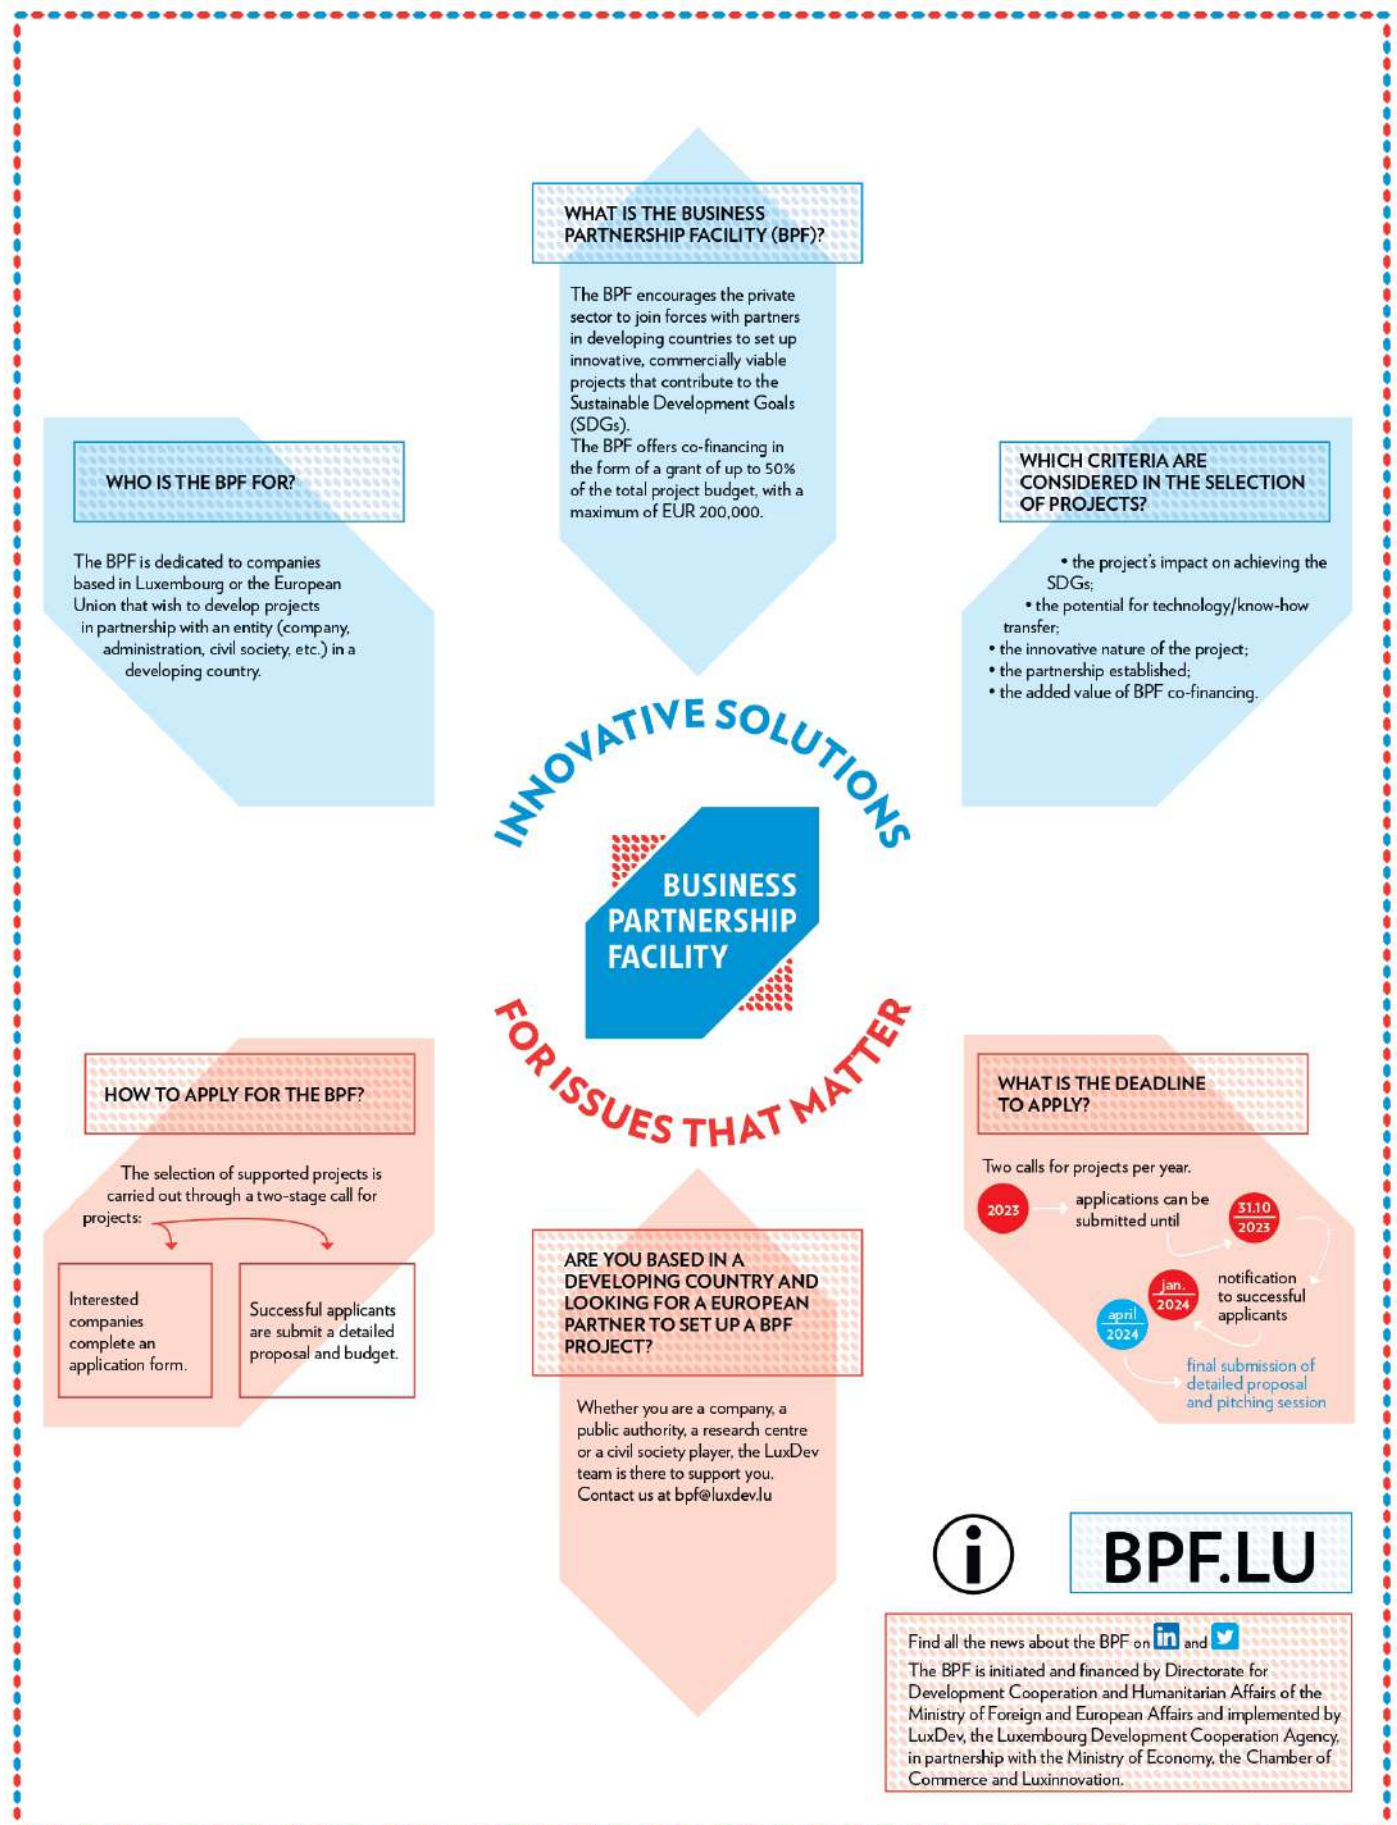 WHAT IS THE BUSINESS
PARTNERSHIP FACILITY (BPF)?
The BPF encourages the private
sector to join forces with partners
in developing countries to set up
innovative, commercially viable
projects that contribute to the
Sustainable Development Goals
(SDGs).
The BPF offers co-financing in
the form of a grant of up to 50%
of the total project budget, with a
maximum of EUR 200,000.
WHO IS THE BPF FOR?
The BPF is dedicated to companies
based in Luxembourg or the European
Union that wish to develop projects
in partnership with an entity (company,
administration, civil society, etc.) in a
developing country.
WHICH CRITERIA ARE
CONSIDERED IN THE SELECTION
OF PROJECTS?
• the project's impact on achieving the
SDGs;
• the potential for technology/know-how
transfer;
• the innovative nature of the project;
• the partnership established;
• the added value of BPF co-financing.
INNOVATIVE SOLUTIONS
BUSINESS
PARTNERSHIP
FACILITY
FOR ISSUES THAT MATTER
HOW TO APPLY FOR THE BPF?
The selection of supported projects is
carried out through a two-stage call for
projects:
Interested
companies
complete an
application form.
Successful applicants
are submit a detailed
proposal and budget.
ARE YOU BASED IN A
DEVELOPING COUNTRY AND
LOOKING FOR A EUROPEAN
PARTNER TO SET UP A BPF
PROJECT?
Whether you are a company, a
public authority, a research centre
or a civil society player, the LuxDev
team is there to support you.
Contact us at bpf@luxdev.lu
WHAT IS THE DEADLINE
TO APPLY?
Two calls for projects per year.
2023
applications can be
submitted until
31.10
2023
notification
to successful
applicants
jan.
2024
april
2024
final submission of
detailed proposal
and pitching session
i
BPF.LU
Find all the news about the BPF on in and
The BPF is initiated and financed by Directorate for
Development Cooperation and Humanitarian Affairs of the
Ministry of Foreign and European Affairs and implemented by
LuxDev, the Luxembourg Development Cooperation Agency,
in partnership with the Ministry of Economy, the Chamber of
Commerce and Luxinnovation.